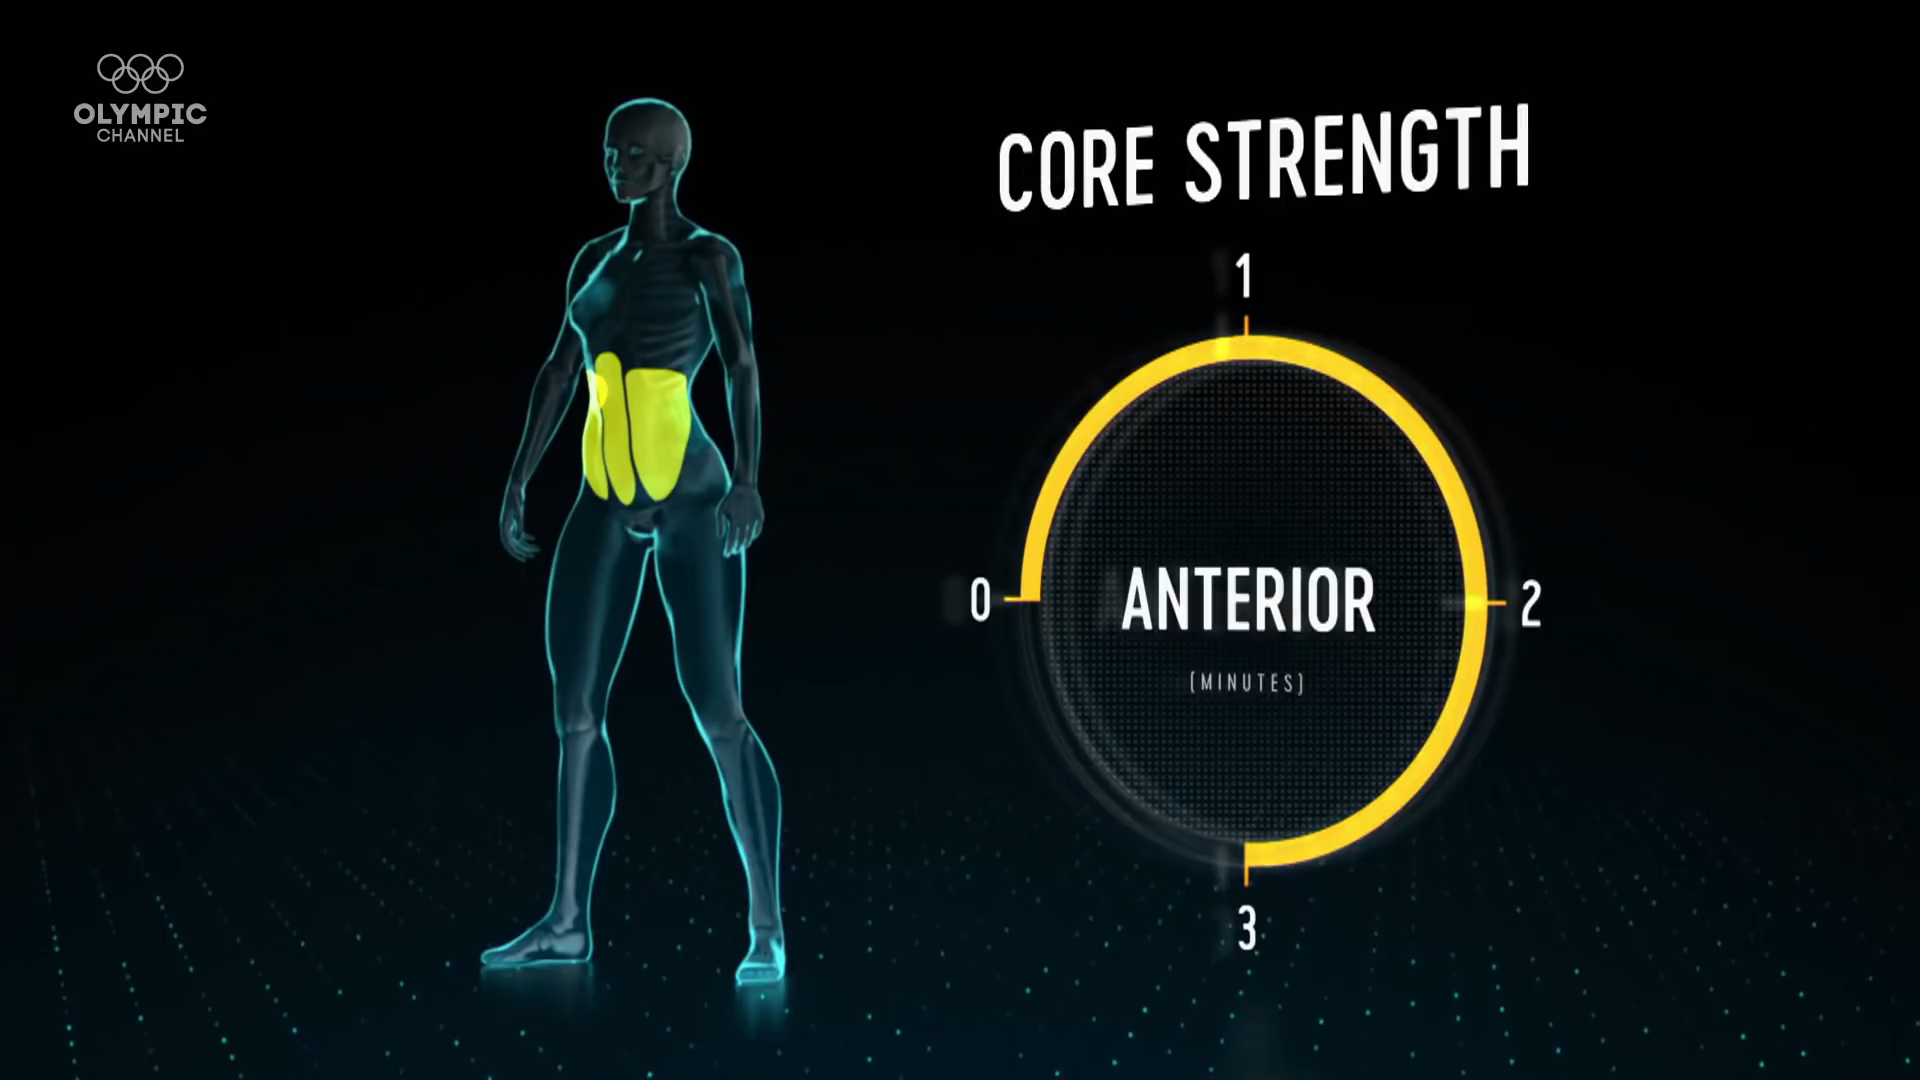 OLYMPIC
CHANNEL
CORE STRENGTH
1
0
ANTERIOR
2
[MINUTES]
3